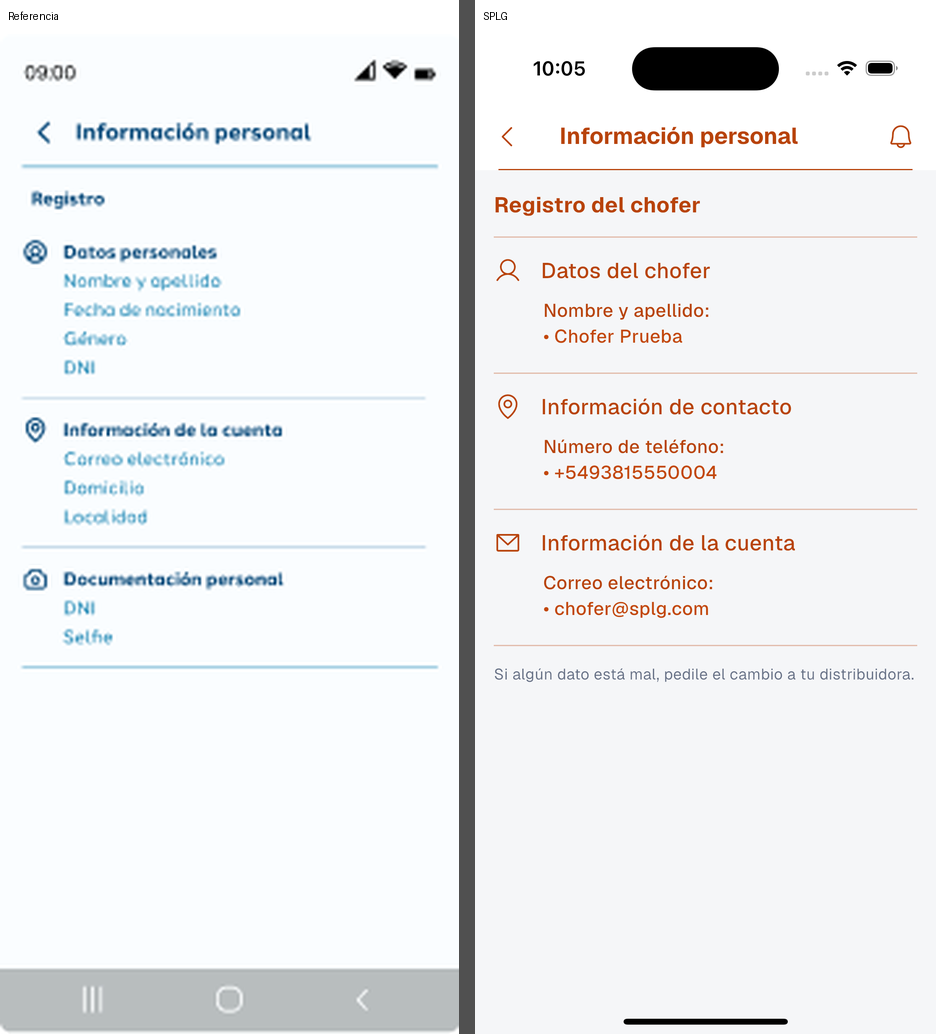 Referencia
09:00
Información personal
Registro
Datos personales
Nombre y apellido
Fecha de nacimiento
Género
DNI
Información de la cuenta
Correo electrónico
Domicilio
Localidad
Documentación personal
DNI
Selfie
SPLG
10:05
Información personal
Registro del chofer
Datos del chofer
Nombre y apellido:
• Chofer Prueba
Información de contacto
Número de teléfono:
• +5493815550004
Información de la cuenta
Correo electrónico:
• chofer@splg.com
Si algún dato está mal, pedile el cambio a tu distribuidora.